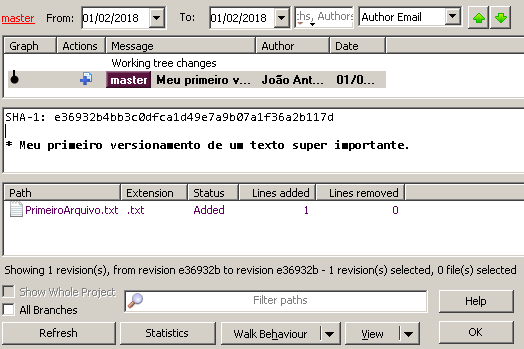 master From: 01/02/2018 To: 01/02/2018 Authors Author Email
Graph Actions Message Author Date
Working tree changes
master Meu primeiro v... João Ant... 01/0...
SHA-1: e36932b4bb3c0dfca1d49e7a9b07a1f36a2b117d
* Meu primeiro versionamento de um texto super importante.
Path Extension Status Lines added Lines removed
PrimeiroArquivo.txt .txt Added 1 0
Showing 1 revision(s), from revision e36932b to revision e36932b - 1 revision(s) selected, 0 file(s) selected
Show Whole Project
All Branches
Filter paths
Help
Refresh Statistics Walk Behaviour View OK